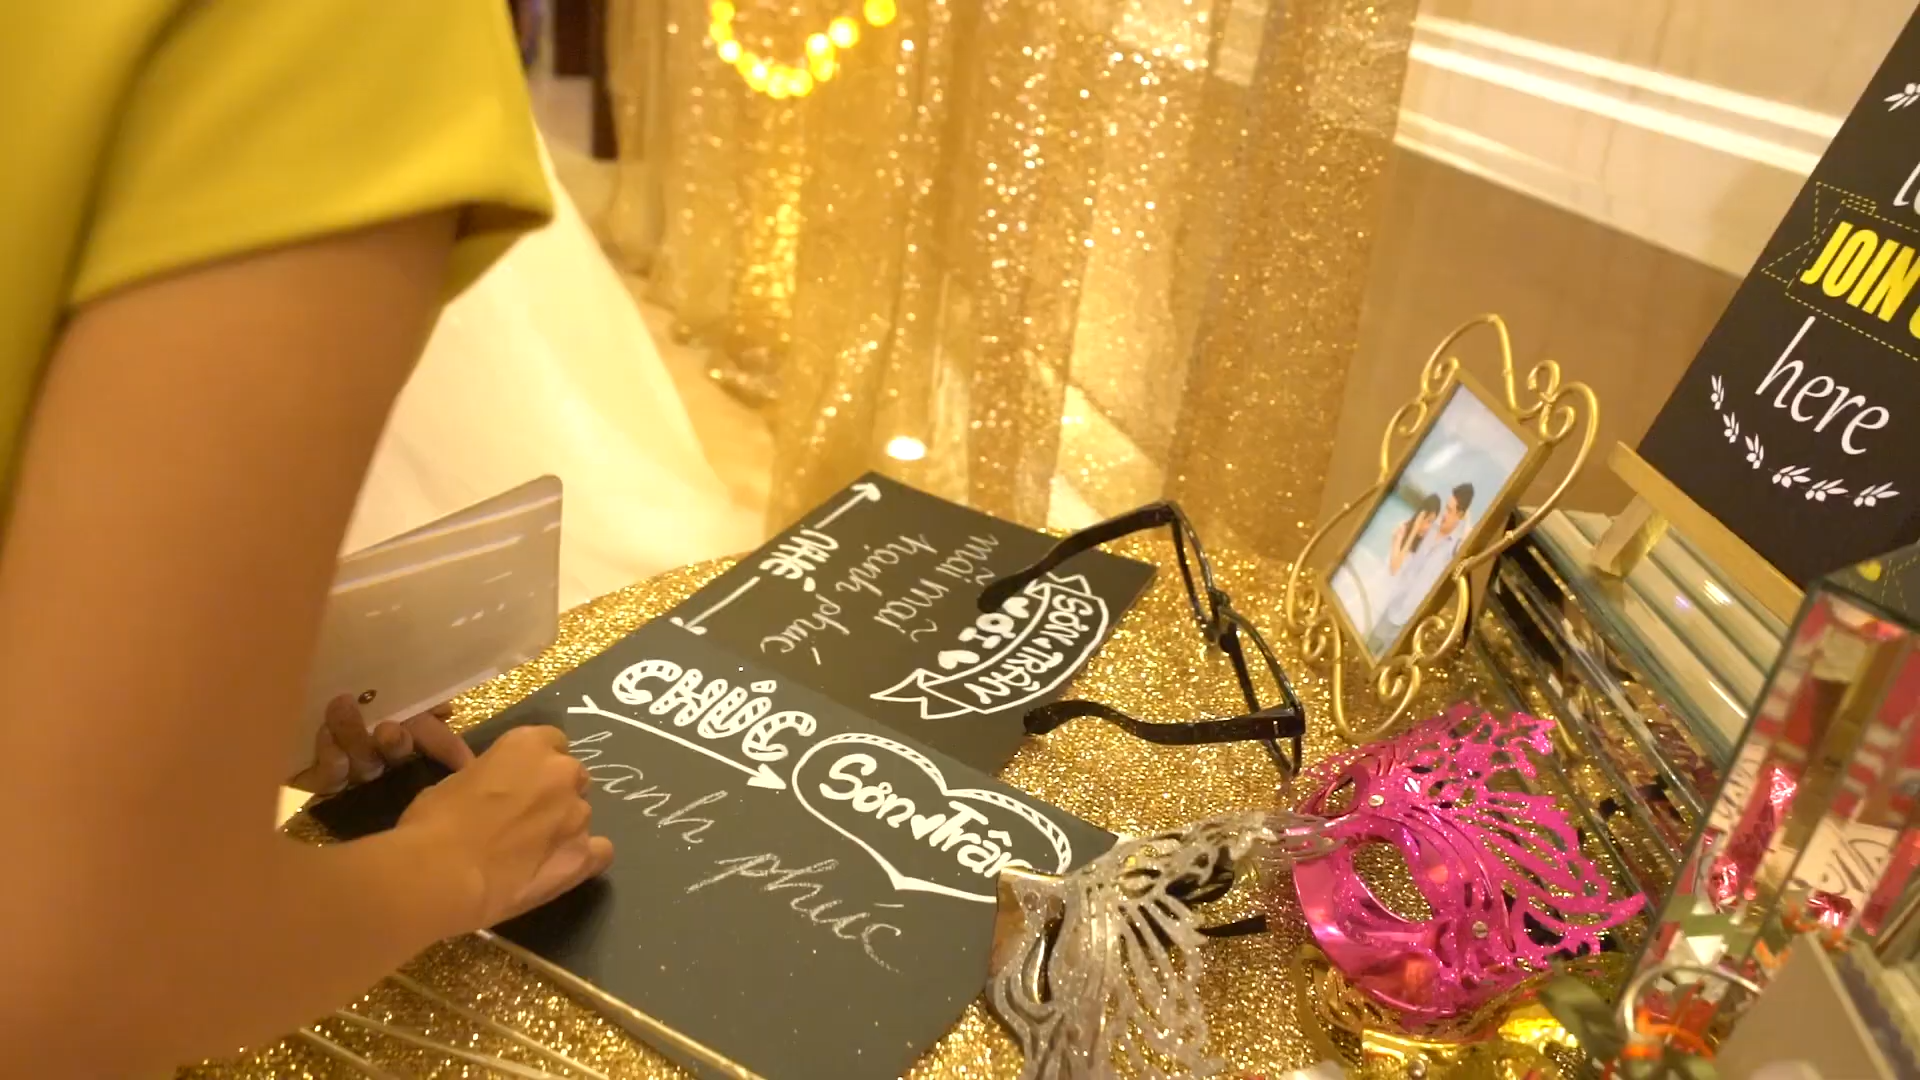 CHÚC
Sơn Trân
hạnh phúc
SƠN TRÂN
ƠI
mãi mãi
hạnh phúc
NHÉ
JOIN
here